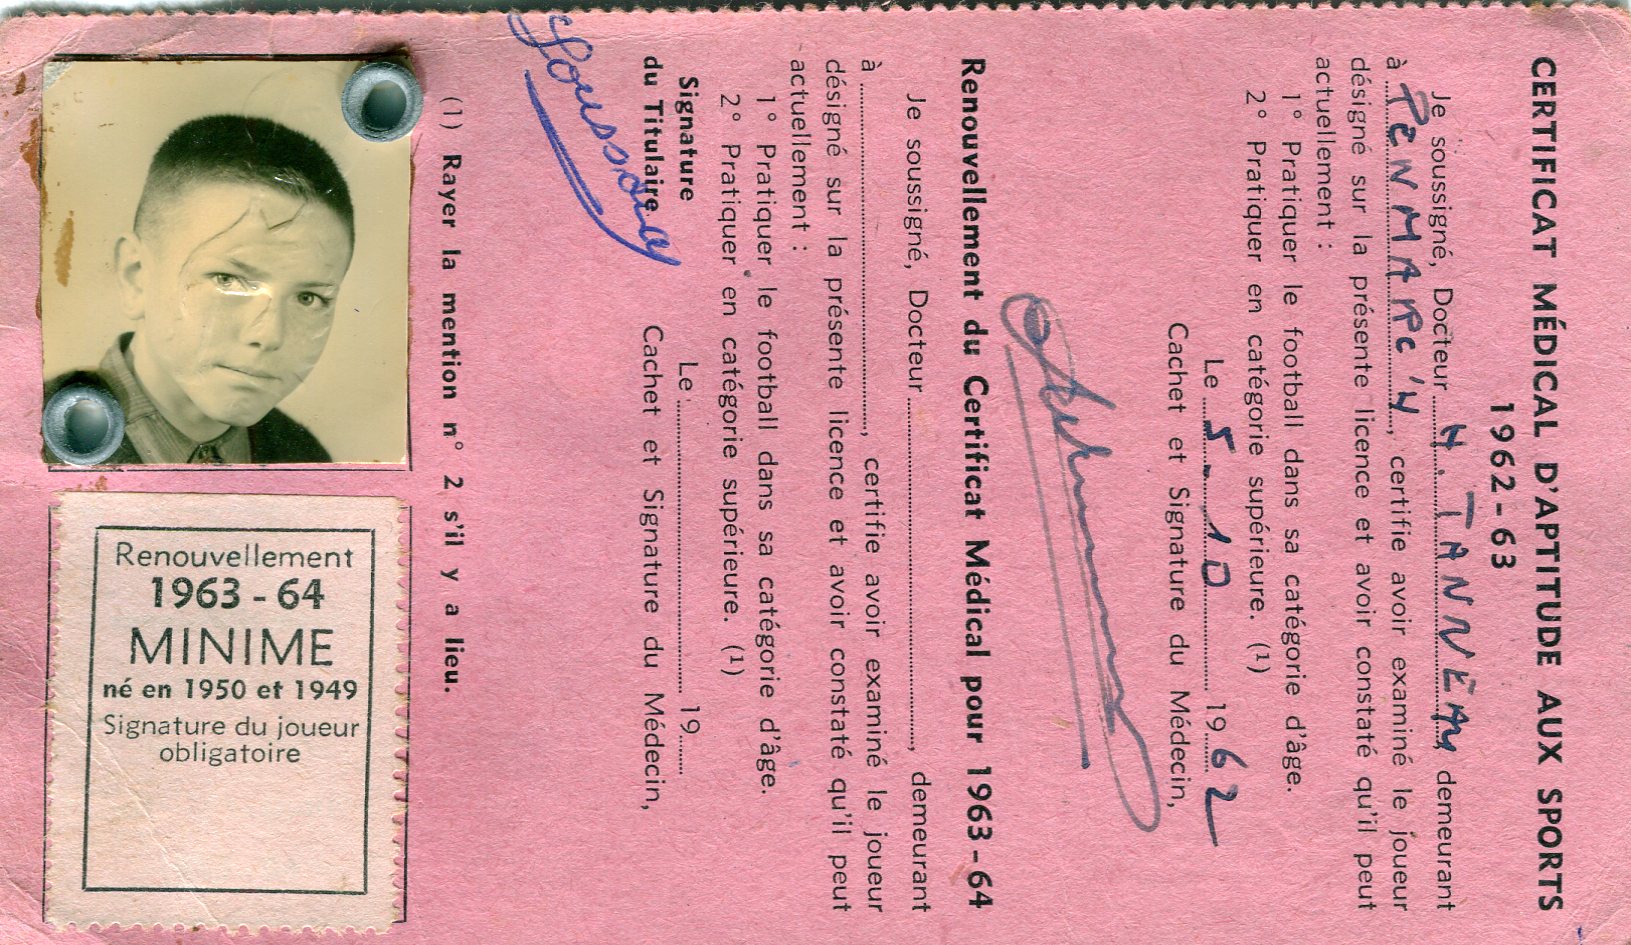 CERTIFICAT MÉDICAL D'APTITUDE AUX SPORTS
1962-63
Je soussigné, Docteur H. TANNEAU, demeurant
à PENMARC'H, certifie avoir examiné le joueur
désigné sur la présente licence et avoir constaté qu'il peut
actuellement :
1° Pratiquer le football dans sa catégorie d'âge.
2° Pratiquer en catégorie supérieure. (1)
Le 5. 10 1962
Cachet et Signature du Médecin,
Renouvellement du Certificat Médical pour 1963-64
Je soussigné, Docteur ..............., demeurant
à ..............., certifie avoir examiné le joueur
désigné sur la présente licence et avoir constaté qu'il peut
actuellement :
1° Pratiquer le football dans sa catégorie d'âge.
2° Pratiquer en catégorie supérieure. (1)
Le ............... 19......
Signature
du Titulaire
Cachet et Signature du Médecin,
(1) Rayer la mention n° 2 s'il y a lieu.
Renouvellement
1963-64
MINIME
né en 1950 et 1949
Signature du joueur
obligatoire